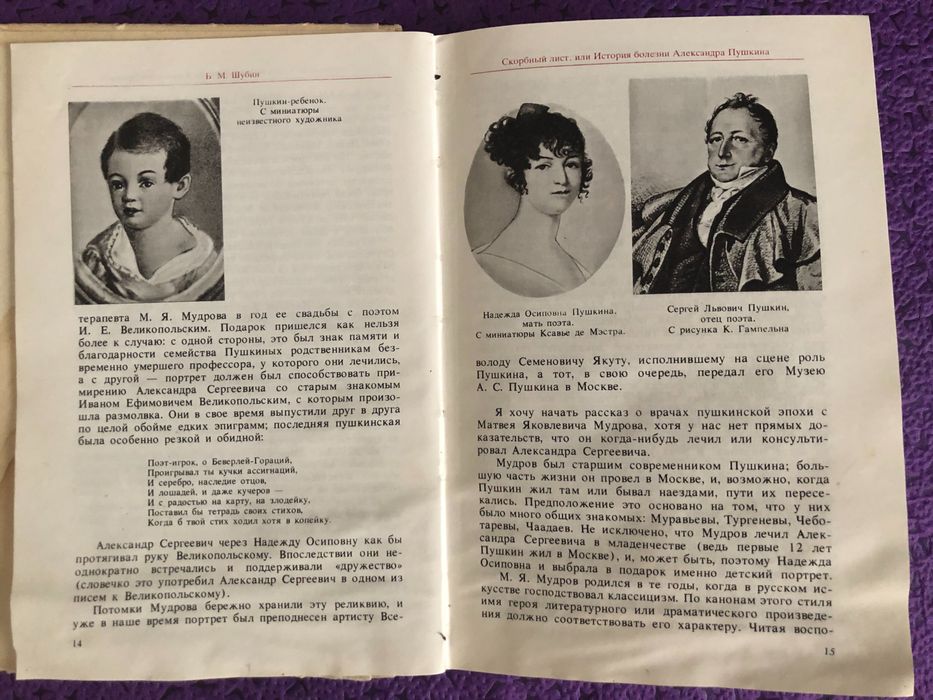 Б. М. Шубин
Пушкин-ребенок.
С миниатюры
неизвестного художника
терапевта М. Я. Мудрова в год ее свадьбы с поэтом
И. Е. Великопольским. Подарок пришелся как нельзя
более к случаю: с одной стороны, это был знак памяти и
благодарности семейства Пушкиных родственникам без-
временно умершего профессора, у которого они лечились,
а с другой — портрет должен был способствовать при-
мирению Александра Сергеевича со старым знакомым
Иваном Ефимовичем Великопольским, с которым произо-
шла размолвка. Они в свое время выпустили друг в друга
по целой обойме едких эпиграмм; последняя пушкинская
была особенно резкой и обидной:
Поэт-игрок, о Беверлей-Гораций,
Проигрывал ты кучки ассигнаций,
И серебро, наследие отцов,
И лошадей, и даже кучеров —
И с радостью на карту, на злодейку,
Поставил бы тетрадь своих стихов,
Когда б твой стих ходил хотя в копейку.
Александр Сергеевич через Надежду Осиповну как бы
протягивал руку Великопольскому. Впоследствии они не-
однократно встречались и поддерживали «дружество»
(словечко это употребил Александр Сергеевич в одном из
писем к Великопольскому).
Потомки Мудрова бережно хранили эту реликвию, и
уже в наше время портрет был преподнесен артисту Все-
14
Скорбный лист, или История болезни Александра Пушкина
Надежда Осиповна Пушкина,
мать поэта.
С миниатюры Ксавье де Мэстра.
Сергей Львович Пушкин,
отец поэта.
С рисунка К. Гампельна
володу Семеновичу Якуту, исполнившему на сцене роль
Пушкина, а тот, в свою очередь, передал его Музею
А. С. Пушкина в Москве.
Я хочу начать рассказ о врачах пушкинской эпохи с
Матвея Яковлевича Мудрова, хотя у нас нет прямых до-
казательств, что он когда-нибудь лечил или консульти-
ровал Александра Сергеевича.
Мудров был старшим современником Пушкина; боль-
шую часть жизни он провел в Москве, и, возможно, когда
Пушкин жил там или бывал наездами, пути их пересе-
кались. Предположение это основано на том, что у них
было много общих знакомых: Муравьевы, Тургеневы, Чебо-
таревы, Чаадаев. Не исключено, что Мудров лечил Алек-
сандра Сергеевича в младенчестве (ведь первые 12 лет
Пушкин жил в Москве), и, может быть, поэтому Надежда
Осиповна и выбрала в подарок именно детский портрет.
М. Я. Мудров родился в те годы, когда в русском ис-
кусстве господствовал классицизм. По канонам этого стиля
имя героя литературного или драматического произведе-
ния должно соответствовать его характеру. Читая воспо-
15